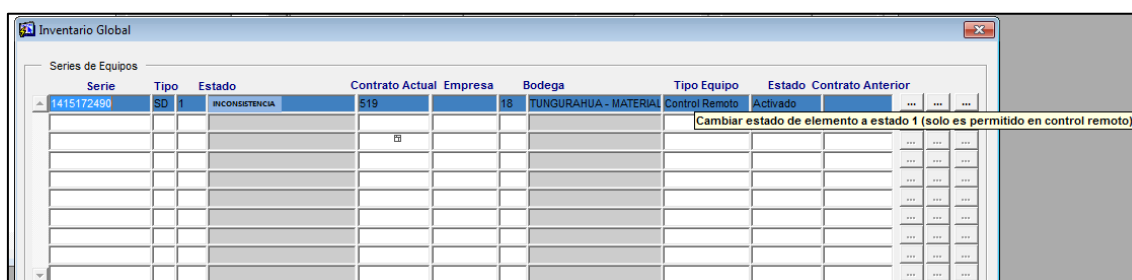 Inventario Global
Series de Equipos
Serie Tipo Estado Contrato Actual Empresa Bodega Tipo Equipo Estado Contrato Anterior
1415172490 SD 1 INCONSISTENCIA 519 18 TUNGURAHUA - MATERIAL Control Remoto Activado ... ... ...
Cambiar estado de elemento a estado 1 (solo es permitido en control remoto)
... ... ...
... ... ...
... ... ...
... ... ...
... ... ...
... ... ...
... ... ...
... ... ...